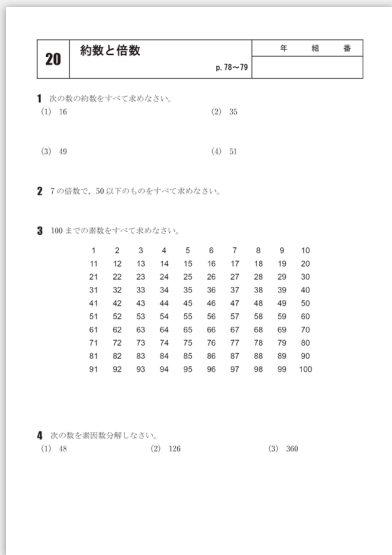 20 約数と倍数 年 組 番
p.78～79
1 次の数の約数をすべて求めなさい。
(1) 16 (2) 35
(3) 49 (4) 51
2 7の倍数で，50以下のものをすべて求めなさい。
3 100までの素数をすべて求めなさい。
1 2 3 4 5 6 7 8 9 10
11 12 13 14 15 16 17 18 19 20
21 22 23 24 25 26 27 28 29 30
31 32 33 34 35 36 37 38 39 40
41 42 43 44 45 46 47 48 49 50
51 52 53 54 55 56 57 58 59 60
61 62 63 64 65 66 67 68 69 70
71 72 73 74 75 76 77 78 79 80
81 82 83 84 85 86 87 88 89 90
91 92 93 94 95 96 97 98 99 100
4 次の数を素因数分解しなさい。
(1) 48 (2) 126 (3) 360